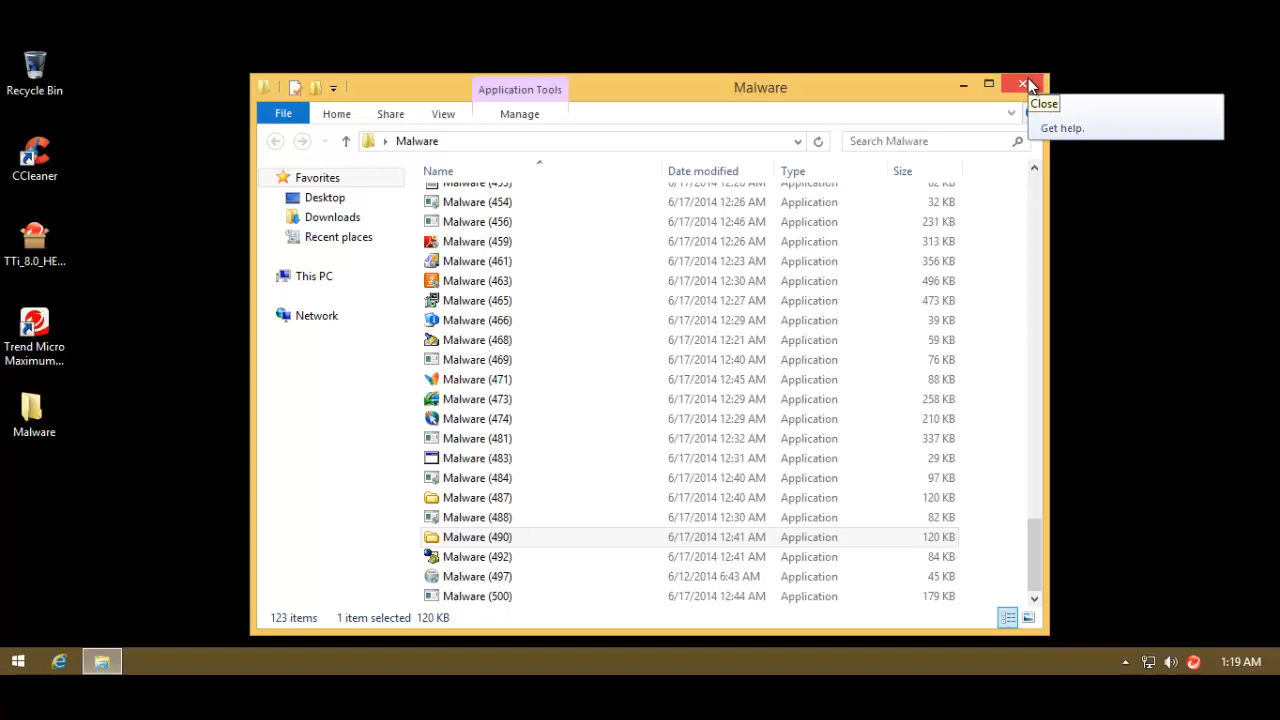 Recycle Bin
CCleaner
TTi_8.0_HE...
Trend Micro
Maximum...
Malware
Application Tools
Malware
Close
Get help.
File Home Share View Manage
Malware
Search Malware
Favorites
Desktop
Downloads
Recent places
This PC
Network
Name Date modified Type Size
Malware (453) 6/17/2014 12:26 AM Application 62 KB
Malware (454) 6/17/2014 12:26 AM Application 32 KB
Malware (456) 6/17/2014 12:46 AM Application 231 KB
Malware (459) 6/17/2014 12:26 AM Application 313 KB
Malware (461) 6/17/2014 12:23 AM Application 356 KB
Malware (463) 6/17/2014 12:30 AM Application 496 KB
Malware (465) 6/17/2014 12:27 AM Application 473 KB
Malware (466) 6/17/2014 12:29 AM Application 39 KB
Malware (468) 6/17/2014 12:21 AM Application 59 KB
Malware (469) 6/17/2014 12:40 AM Application 76 KB
Malware (471) 6/17/2014 12:45 AM Application 88 KB
Malware (473) 6/17/2014 12:29 AM Application 258 KB
Malware (474) 6/17/2014 12:29 AM Application 210 KB
Malware (481) 6/17/2014 12:32 AM Application 337 KB
Malware (483) 6/17/2014 12:31 AM Application 29 KB
Malware (484) 6/17/2014 12:40 AM Application 97 KB
Malware (487) 6/17/2014 12:40 AM Application 120 KB
Malware (488) 6/17/2014 12:30 AM Application 82 KB
Malware (490) 6/17/2014 12:41 AM Application 120 KB
Malware (492) 6/17/2014 12:41 AM Application 84 KB
Malware (497) 6/12/2014 6:43 AM Application 45 KB
Malware (500) 6/17/2014 12:44 AM Application 179 KB
123 items 1 item selected 120 KB
1:19 AM